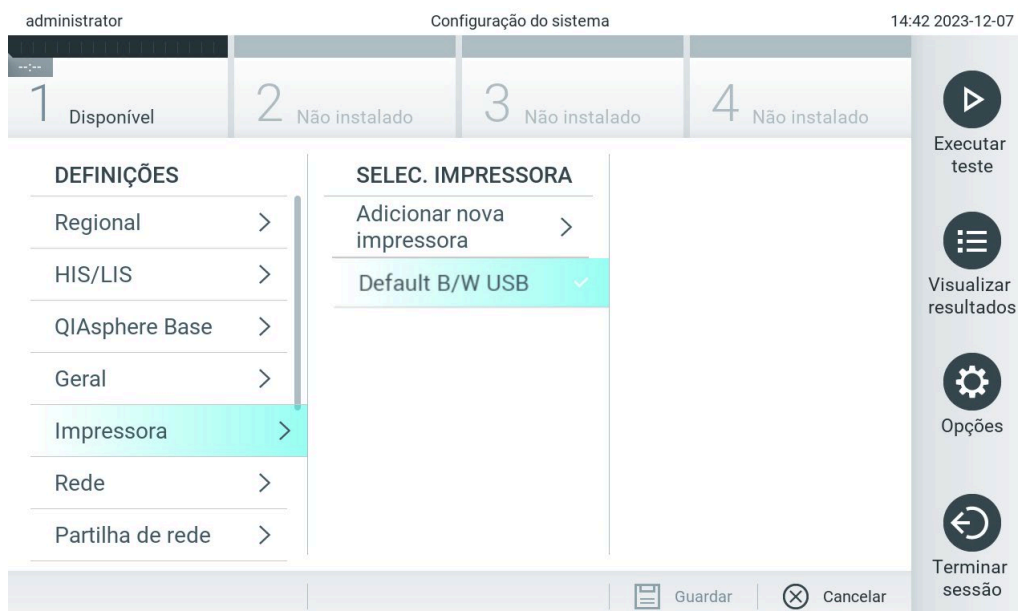 administrator
Configuração do sistema
14:42 2023-12-07
--:--
1 Disponível
2 Não instalado
3 Não instalado
4 Não instalado
DEFINIÇÕES
Regional
HIS/LIS
QIAsphere Base
Geral
Impressora
Rede
Partilha de rede
SELEC. IMPRESSORA
Adicionar nova
impressora
Default B/W USB
Executar
teste
Visualizar
resultados
Opções
Terminar
sessão
Guardar
Cancelar